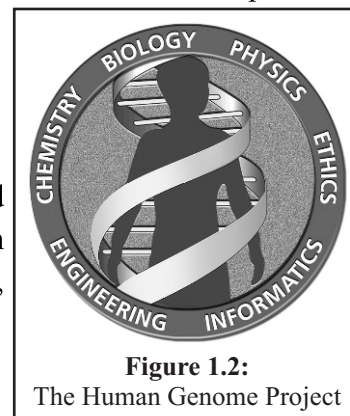 CHEMISTRY
BIOLOGY
PHYSICS
ETHICS
ENGINEERING
INFORMATICS
Figure 1.2:
The Human Genome Project